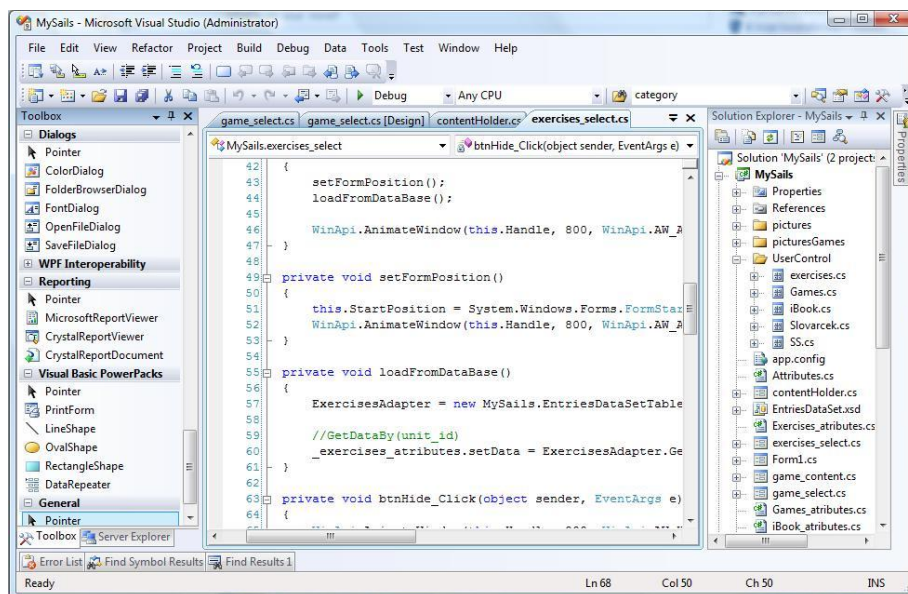 MySails - Microsoft Visual Studio (Administrator)
File Edit View Refactor Project Build Debug Data Tools Test Window Help
Debug Any CPU category
Toolbox
Dialogs
Pointer
ColorDialog
FolderBrowserDialog
FontDialog
OpenFileDialog
SaveFileDialog
WPF Interoperability
Reporting
Pointer
MicrosoftReportViewer
CrystalReportViewer
CrystalReportDocument
Visual Basic PowerPacks
Pointer
PrintForm
LineShape
OvalShape
RectangleShape
DataRepeater
General
Pointer
Toolbox Server Explorer
game_select.cs game_select.cs [Design] contentHolder.cs exercises_select.cs
MySails.exercises_select btnHide_Click(object sender, EventArgs e)
42 {
43 setFormPosition();
44 loadFromDataBase();
45
46 WinApi.AnimateWindow(this.Handle, 800, WinApi.AW_A
47 }
48
49 private void setFormPosition()
50 {
51 this.StartPosition = System.Windows.Forms.FormStar
52 WinApi.AnimateWindow(this.Handle, 800, WinApi.AW_A
53 }
54
55 private void loadFromDataBase()
56 {
57 ExercisesAdapter = new MySails.EntriesDataSetTable
58
59 //GetDataBy(unit_id)
60 _exercises_atributes.setData = ExercisesAdapter.Ge
61 }
62
63 private void btnHide_Click(object sender, EventArgs e)
64 {
Solution Explorer - MySails
Solution 'MySails' (2 project
MySails
Properties
References
pictures
picturesGames
UserControl
exercises.cs
Games.cs
iBook.cs
Slovarcek.cs
SS.cs
app.config
Attributes.cs
contentHolder.cs
EntriesDataSet.xsd
Exercises_atributes.cs
exercises_select.cs
Form1.cs
game_content.cs
game_select.cs
Games_atributes.cs
iBook_atributes.cs
Properties
Error List Find Symbol Results Find Results 1
Ready Ln 68 Col 50 Ch 50 INS